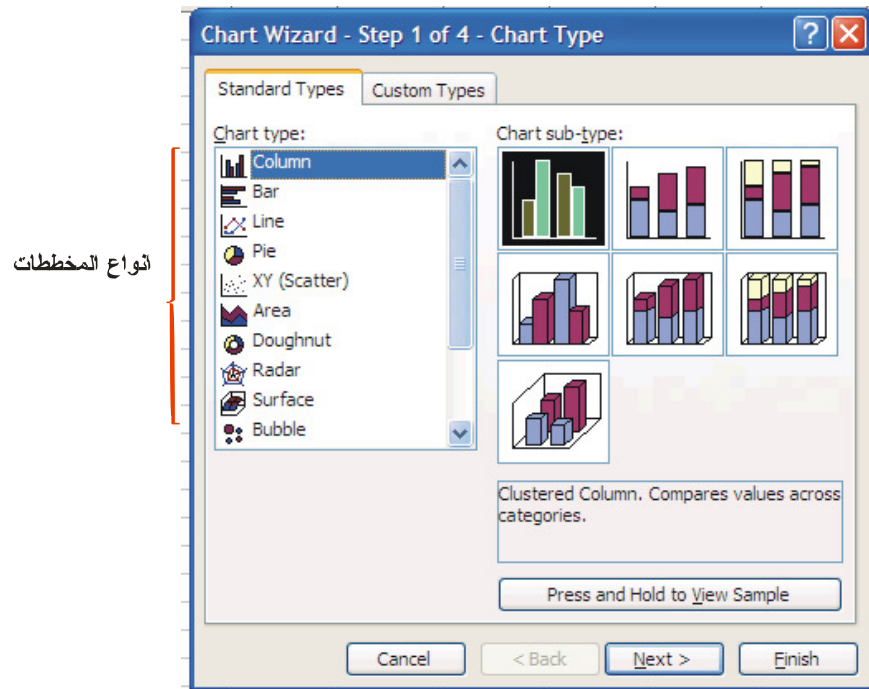 Chart Wizard - Step 1 of 4 - Chart Type
Standard Types
Custom Types
Chart type:
Column
Bar
Line
Pie
XY (Scatter)
Area
Doughnut
Radar
Surface
Bubble
Chart sub-type:
Clustered Column. Compares values across
categories.
Press and Hold to View Sample
Cancel
< Back
Next >
Finish
انواع المخططات